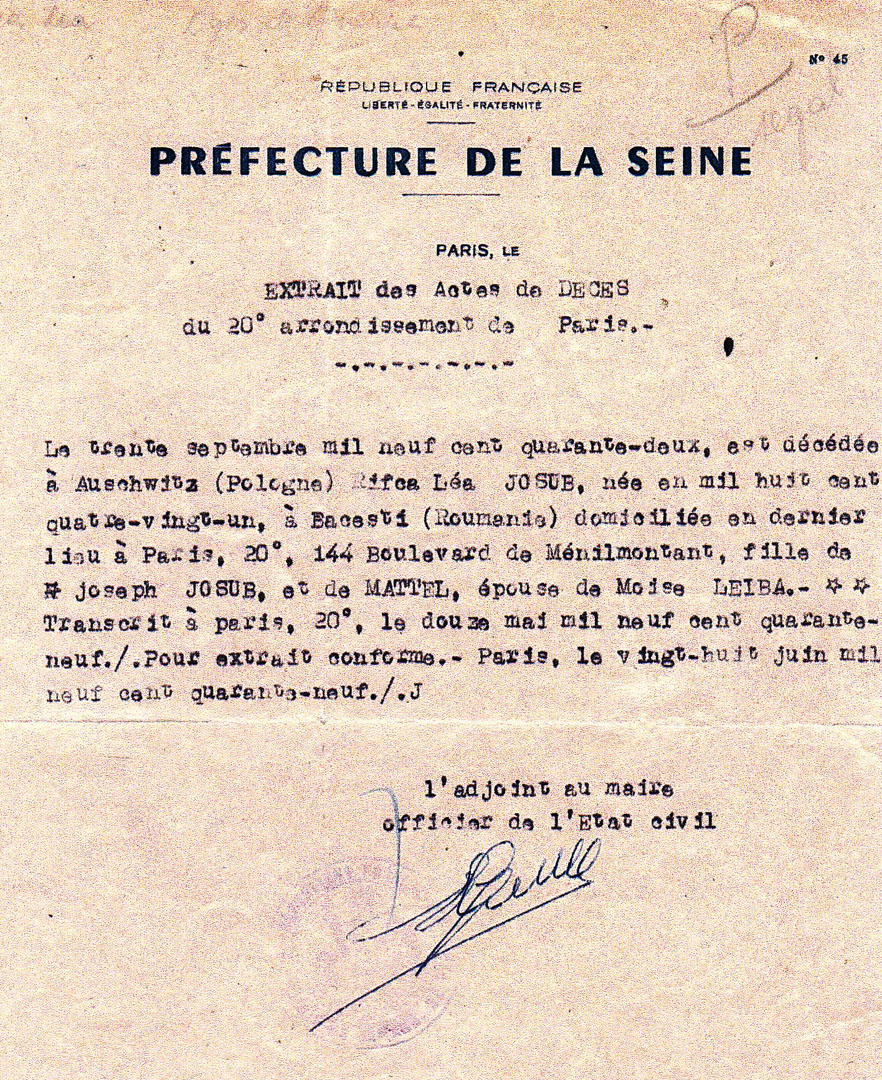 Nº 45
RÉPUBLIQUE FRANÇAISE
LIBERTÉ - ÉGALITÉ - FRATERNITÉ
PRÉFECTURE DE LA SEINE
PARIS, LE
EXTRAIT des Actes de DECES
du 20° arrondissement de Paris.-
-.-.-.-.-.-.-
Le trente septembre mil neuf cent quarante-deux, est décédée
à Auschwitz (Pologne) Rifca Léa JOSUB, née en mil huit cent
quatre-vingt-un, à Bacesti (Roumanie) domiciliée en dernier
lieu à Paris, 20°, 144 Boulevard de Ménilmontant, fille de
joseph JOSUB, et de MATTEL, épouse de Moise LEIBA.-
Transcrit à paris, 20°, le douze mai mil neuf cent quarante-
neuf./.Pour extrait conforme.- Paris, le vingt-huit juin mil
neuf cent quarante-neuf./.J
l'adjoint au maire
officier de l'Etat civil